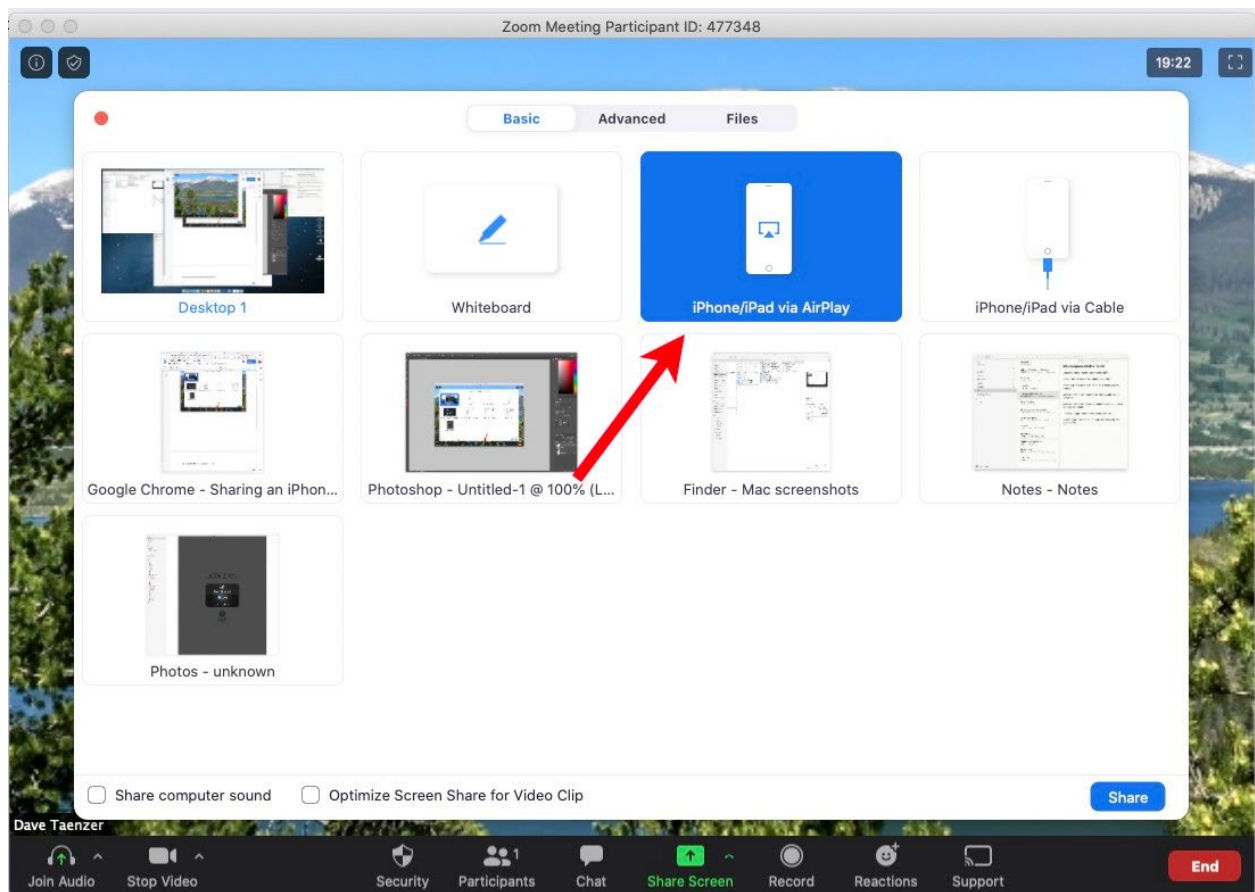 Zoom Meeting Participant ID: 477348
19:22
Basic Advanced Files
Desktop 1
Whiteboard
iPhone/iPad via AirPlay
iPhone/iPad via Cable
Google Chrome - Sharing an iPhon...
Photoshop - Untitled-1 @ 100% (L...
Finder - Mac screenshots
Notes - Notes
Photos - unknown
Share computer sound
Optimize Screen Share for Video Clip
Share
Dave Taenzer
1
Join Audio Stop Video Security Participants Chat Share Screen Record Reactions Support End